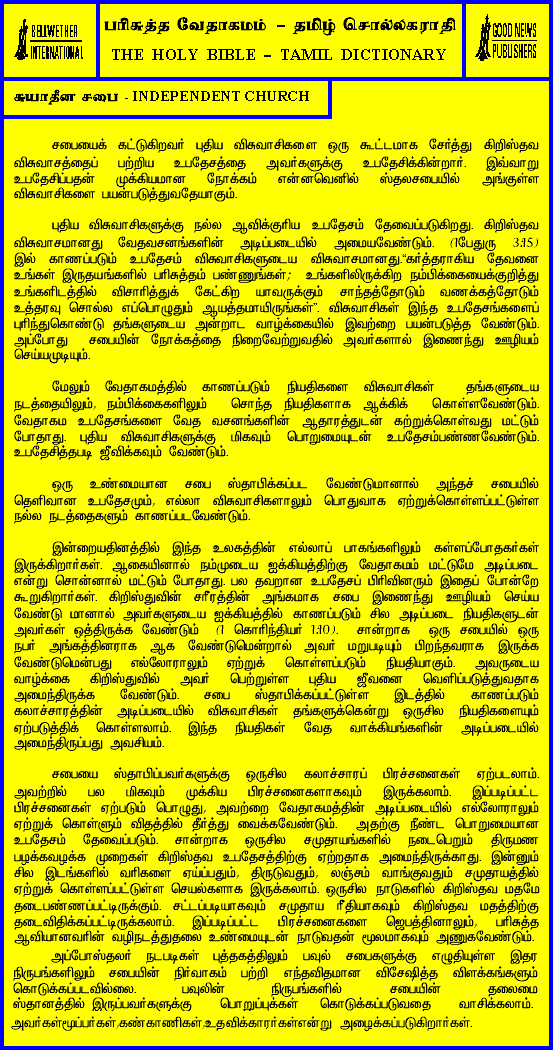 BELLWETHER
INTERNATIONAL
பரிசுத்த வேதாகமம் - தமிழ் சொல்லகராதி
THE HOLY BIBLE - TAMIL DICTIONARY
GOOD NEWS
PUBLISHERS
சுயாதீன சபை - INDEPENDENT CHURCH
சபையைக் கட்டுகிறவர் புதிய விசுவாசிகளை ஒரு கூட்டமாக சேர்த்து கிறிஸ்தவ
விசுவாசத்தைப் பற்றிய உபதேசத்தை அவர்களுக்கு உபதேசிக்கின்றார். இவ்வாறு
உபதேசிப்பதன் முக்கியமான நோக்கம் என்னவெனில் ஸ்தலசபையில் அங்குள்ள
விசுவாசிகளை பயன்படுத்துவதேயாகும்.
புதிய விசுவாசிகளுக்கு நல்ல ஆவிக்குரிய உபதேசம் தேவைப்படுகிறது. கிறிஸ்தவ
விசுவாசமானது வேதவசனங்களின் அடிப்படையில் அமையவேண்டும். (1பேதுரு 3:15)
இல் காணப்படும் உபதேசம் விசுவாசிகளுடைய விசுவாசமானது.“கர்த்தராகிய தேவனை
உங்கள் இருதயங்களில் பரிசுத்தம் பண்ணுங்கள்; உங்களிலிருக்கிற நம்பிக்கையைக்குறித்து
உங்களிடத்தில் விசாரித்துக் கேட்கிற யாவருக்கும் சாந்தத்தோடும் வணக்கத்தோடும்
உத்தரவு சொல்ல எப்பொழுதும் ஆயத்தமாயிருங்கள்”. விசுவாசிகள் இந்த உபதேசங்களைப்
புரிந்துகொண்டு தங்களுடைய அன்றாட வாழ்க்கையில் இவற்றை பயன்படுத்த வேண்டும்.
அப்போது சபையின் நோக்கத்தை நிறைவேற்றுவதில் அவர்களால் இணைந்து ஊழியம்
செய்யமுடியும்.
மேலும் வேதாகமத்தில் காணப்படும் நியதிகளை விசுவாசிகள் தங்களுடைய
நடத்தையிலும், நம்பிக்கைகளிலும் சொந்த நியதிகளாக ஆக்கிக் கொள்ளவேண்டும்.
வேதாகம உபதேசங்களை வேத வசனங்களின் ஆதாரத்துடன் கற்றுக்கொள்வது மட்டும்
போதாது. புதிய விசுவாசிகளுக்கு மிகவும் பொறுமையுடன் உபதேசம்பண்ணவேண்டும்.
உபதேசித்தபடி ஜீவிக்கவும் வேண்டும்.
ஒரு உண்மையான சபை ஸ்தாபிக்கப்பட வேண்டுமானால் அந்தச் சபையில்
தெளிவான உபதேசமும், எல்லா விசுவாசிகளாலும் பொதுவாக ஏற்றுக்கொள்ளப்பட்டுள்ள
நல்ல நடத்தைகளும் காணப்படவேண்டும்.
இன்றையதினத்தில் இந்த உலகத்தின் எல்லாப் பாகங்களிலும் கள்ளப்போதகர்கள்
இருக்கிறார்கள். ஆகையினால் நம்முடைய ஐக்கியத்திற்கு வேதாகமம் மட்டுமே அடிப்படை
என்று சொன்னால் மட்டும் போதாது. பல தவறான உபதேசப் பிரிவினரும் இதைப் போன்றே
கூறுகிறார்கள். கிறிஸ்துவின் சரீரத்தின் அங்கமாக சபை இணைந்து ஊழியம் செய்ய
வேண்டு மானால் அவர்களுடைய ஐக்கியத்தில் காணப்படும் சில அடிப்படை நியதிகளுடன்
அவர்கள் ஒத்திருக்க வேண்டும் (1 கொரிந்தியர் 1:10). சான்றாக ஒரு சபையில் ஒரு
நபர் அங்கத்தினராக ஆக வேண்டுமென்றால் அவர் மறுபடியும் பிறந்தவராக இருக்க
வேண்டுமென்பது எல்லோராலும் ஏற்றுக் கொள்ளப்படும் நியதியாகும். அவருடைய
வாழ்க்கை கிறிஸ்துவில் அவர் பெற்றுள்ள புதிய ஜீவனை வெளிப்படுத்துவதாக
அமைந்திருக்க வேண்டும். சபை ஸ்தாபிக்கப்பட்டுள்ள இடத்தில் காணப்படும்
கலாச்சாரத்தின் அடிப்படையில் விசுவாசிகள் தங்களுக்கென்று ஒருசில நியதிகளையும்
ஏற்படுத்திக் கொள்ளலாம். இந்த நியதிகள் வேத வாக்கியங்களின் அடிப்படையில்
அமைந்திருப்பது அவசியம்.
சபையை ஸ்தாபிப்பவர்களுக்கு ஒருசில கலாச்சாரப் பிரச்சனைகள் ஏற்படலாம்.
அவற்றில் பல மிகவும் முக்கிய பிரச்சனைகளாகவும் இருக்கலாம். இப்படிப்பட்ட
பிரச்சனைகள் ஏற்படும் பொழுது, அவற்றை வேதாகமத்தின் அடிப்படையில் எல்லோராலும்
ஏற்றுக் கொள்ளும் விதத்தில் தீர்த்து வைக்கவேண்டும். அதற்கு நீண்ட பொறுமையான
உபதேசம் தேவைப்படும். சான்றாக ஒருசில சமுதாயங்களில் நடைபெறும் திருமண
பழக்கவழக்க முறைகள் கிறிஸ்தவ உபதேசத்திற்கு ஏற்றதாக அமைந்திருக்காது. இன்னும்
சில இடங்களில் வரிகளை ஏய்ப்பதும், திருடுவதும், லஞ்சம் வாங்குவதும் சமுதாயத்தில்
ஏற்றுக் கொள்ளப்பட்டுள்ள செயல்களாக இருக்கலாம். ஒருசில நாடுகளில் கிறிஸ்தவ மதமே
தடைபண்ணப்பட்டிருக்கும். சட்டப்படியாகவும் சமுதாய ரீதியாகவும் கிறிஸ்தவ மதத்திற்கு
தடைவிதிக்கப்பட்டிருக்கலாம். இப்படிப்பட்ட பிரச்சனைகளை ஜெபத்தினாலும், பரிசுத்த
ஆவியானவரின் வழிநடத்துதலை உண்மையுடன் நாடுவதன் மூலமாகவும் அணுகவேண்டும்.
அப்போஸ்தலர் நடபடிகள் புத்தகத்திலும் பவுல் சபைகளுக்கு எழுதியுள்ள இதர
நிருபங்களிலும் சபையின் நிர்வாகம் பற்றி எந்தவிதமான விசேஷித்த விளக்கங்களும்
கொடுக்கப்படவில்லை. பவுலின் நிருபங்களில் சபையின் தலைமை
ஸ்தானத்தில் இருப்பவர்களுக்கு பொறுப்புக்கள் கொடுக்கப்படுவதை வாசிக்கலாம்.
அவர்கள்மூப்பர்கள்,கண்காணிகள்,உதவிக்காரர்கள்என்று அழைக்கப்படுகிறார்கள்.